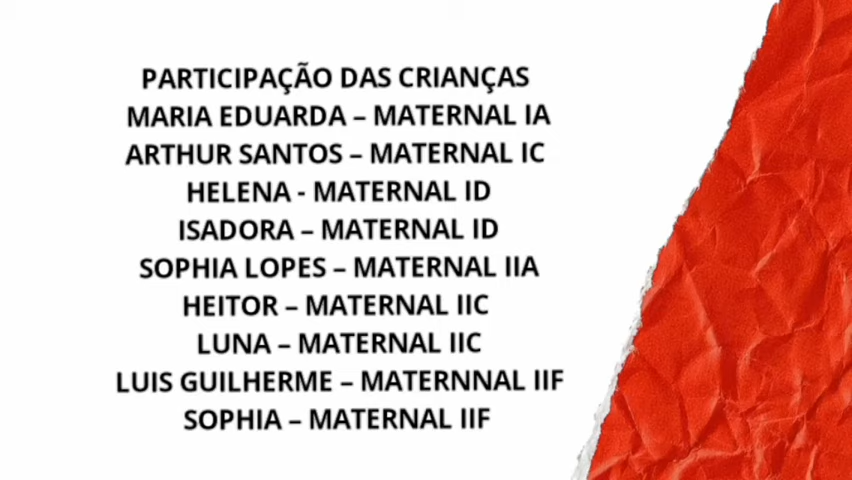 PARTICIPAÇÃO DAS CRIANÇAS
MARIA EDUARDA – MATERNAL IA
ARTHUR SANTOS – MATERNAL IC
HELENA - MATERNAL ID
ISADORA – MATERNAL ID
SOPHIA LOPES – MATERNAL IIA
HEITOR – MATERNAL IIC
LUNA – MATERNAL IIC
LUIS GUILHERME – MATERNNAL IIF
SOPHIA – MATERNAL IIF